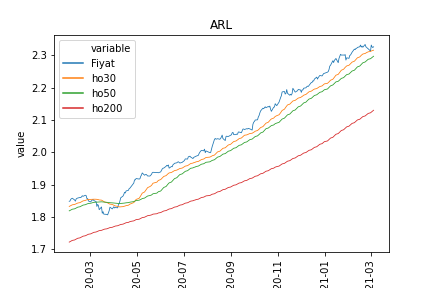 ARL
variable
Fiyat
ho30
ho50
ho200
value
2.3
2.2
2.1
2.0
1.9
1.8
1.7
20-03
20-05
20-07
20-09
20-11
21-01
21-03